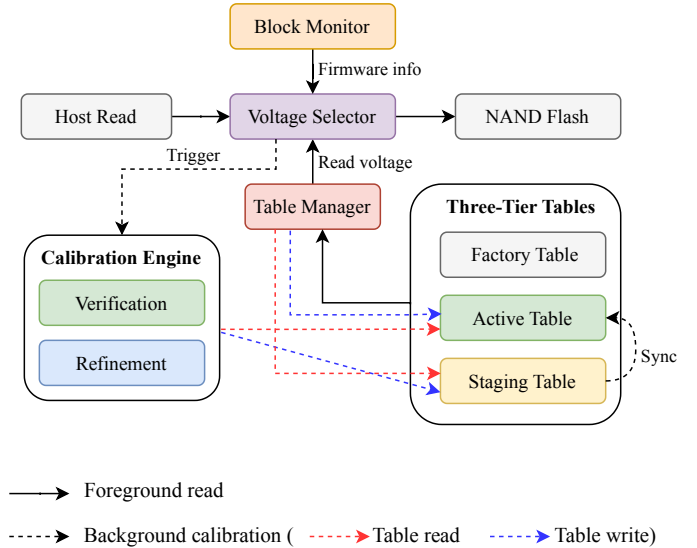 Block Monitor
Firmware info
Host Read
Voltage Selector
NAND Flash
Trigger
Read voltage
Table Manager
Three-Tier Tables
Factory Table
Calibration Engine
Verification
Active Table
Refinement
Staging Table
Sync
Foreground read
Background calibration ( Table read Table write)